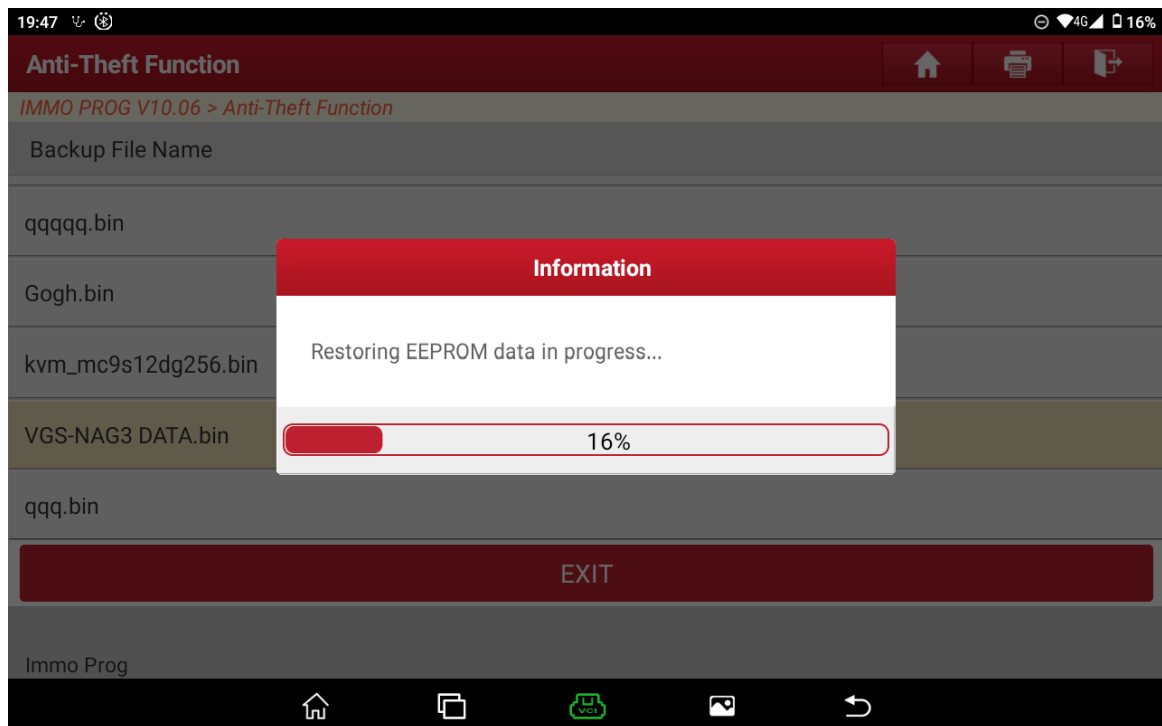 19:47 4G 16%
Anti-Theft Function
IMMO PROG V10.06 > Anti-Theft Function
Backup File Name
qqqqq.bin
Gogh.bin
kvm_mc9s12dg256.bin
VGS-NAG3 DATA.bin
qqq.bin
Information
Restoring EEPROM data in progress...
16%
EXIT
Immo Prog
VCI